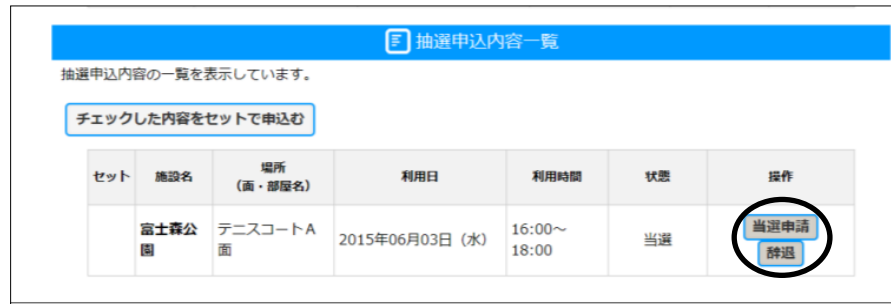 抽選申込内容一覧
抽選申込内容の一覧を表示しています。
チェックした内容をセットで申込む
セット 施設名 場所 利用日 利用時間 状態 操作
（面・部屋名）
富士森公 テニスコートA 2015年06月03日（水） 16:00～ 当選 当選申請
園 面 18:00 辞退